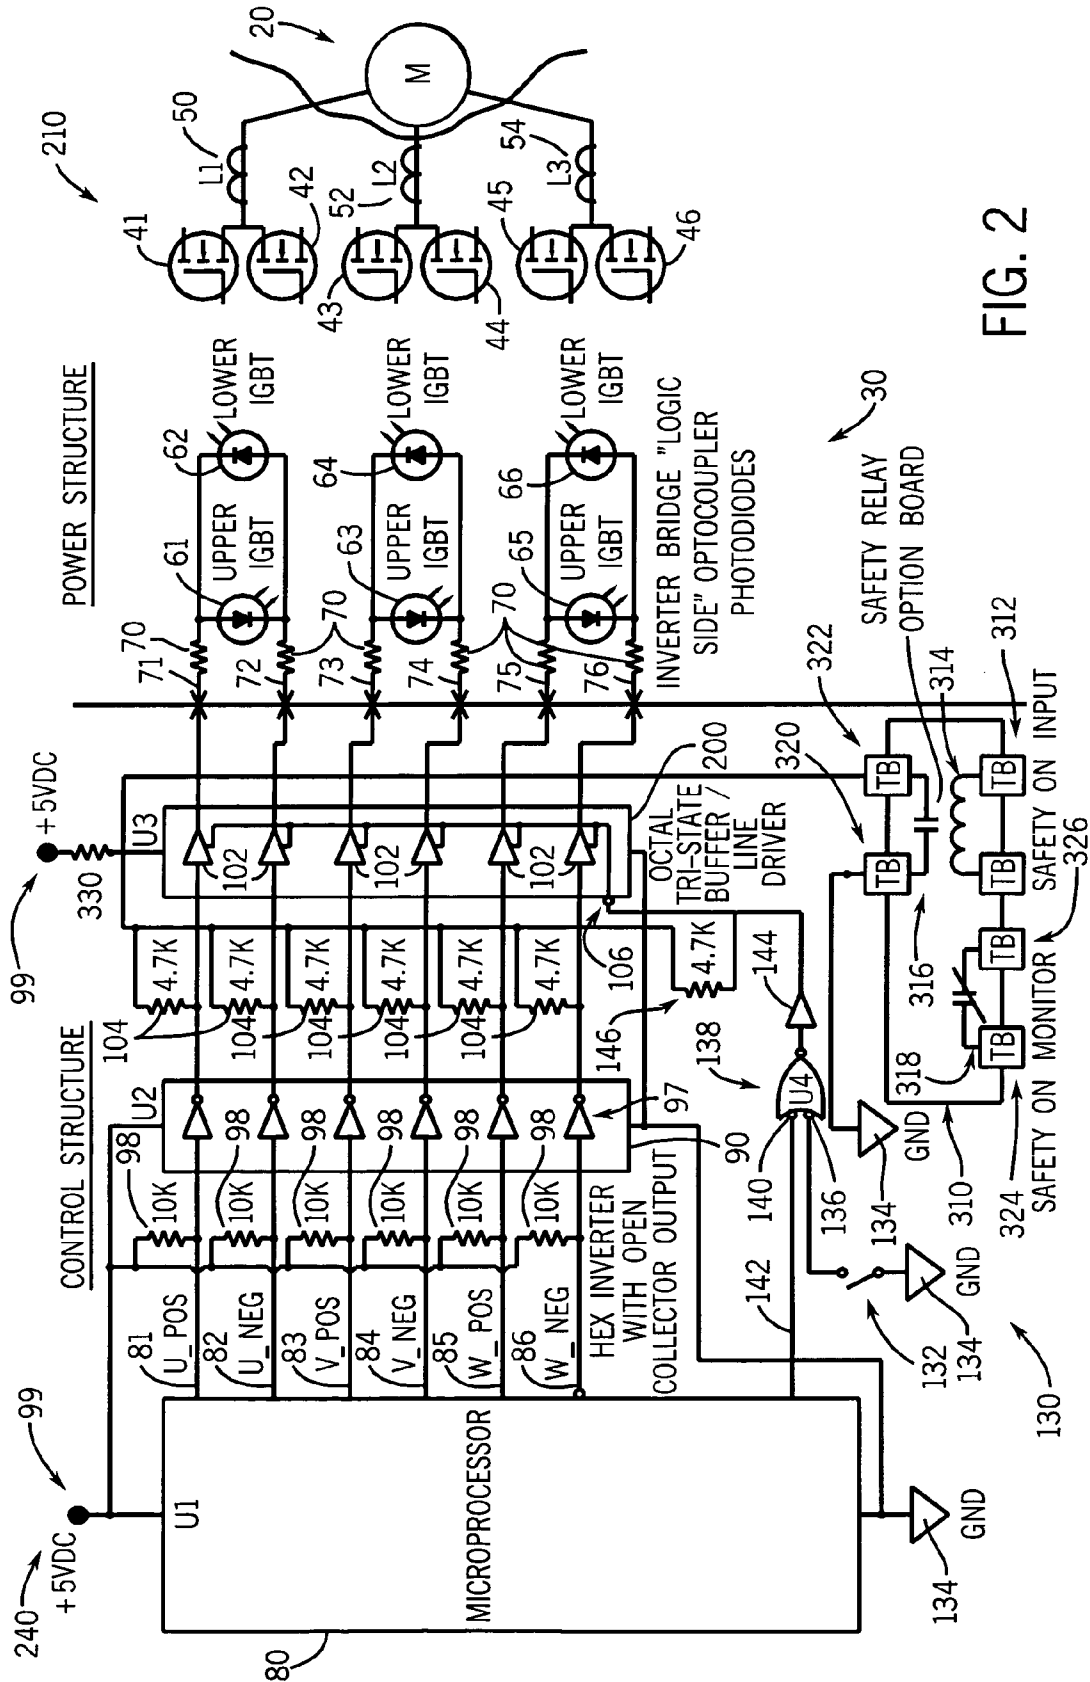 210
20
50
L1
41
42
52
L2
43
44
54
L3
45
46
M
FIG. 2
POWER STRUCTURE
61
UPPER
IGBT
62
LOWER
IGBT
63
UPPER
IGBT
64
LOWER
IGBT
65
UPPER
IGBT
66
LOWER
IGBT
70
71
72
70
73
74
70
75
76
INVERTER BRIDGE "LOGIC
SIDE" OPTOCOUPLER
PHOTODIODES
30
CONTROL STRUCTURE
99
+5VDC
330
U3
102
102
102
200
OCTAL
TRI-STATE
BUFFER /
LINE
DRIVER
106
104
4.7K
4.7K
104
4.7K
104
4.7K
104
4.7K
104
4.7K
146
4.7K
U2
98
10K
98
10K
98
10K
98
10K
98
10K
98
10K
97
90
HEX INVERTER
WITH OPEN
COLLECTOR OUTPUT
81
U_POS
82
U_NEG
83
V_POS
84
V_NEG
85
W_POS
86
W_NEG
240
+5VDC
99
U1
MICROPROCESSOR
80
134
GND
142
140
136
138
U4
144
132
134
GND
130
134
GND
310
SAFETY RELAY
OPTION BOARD
322
320
TB
TB
316
314
312
TB
TB
SAFETY ON INPUT
318
TB
TB
326
324
SAFETY ON MONITOR